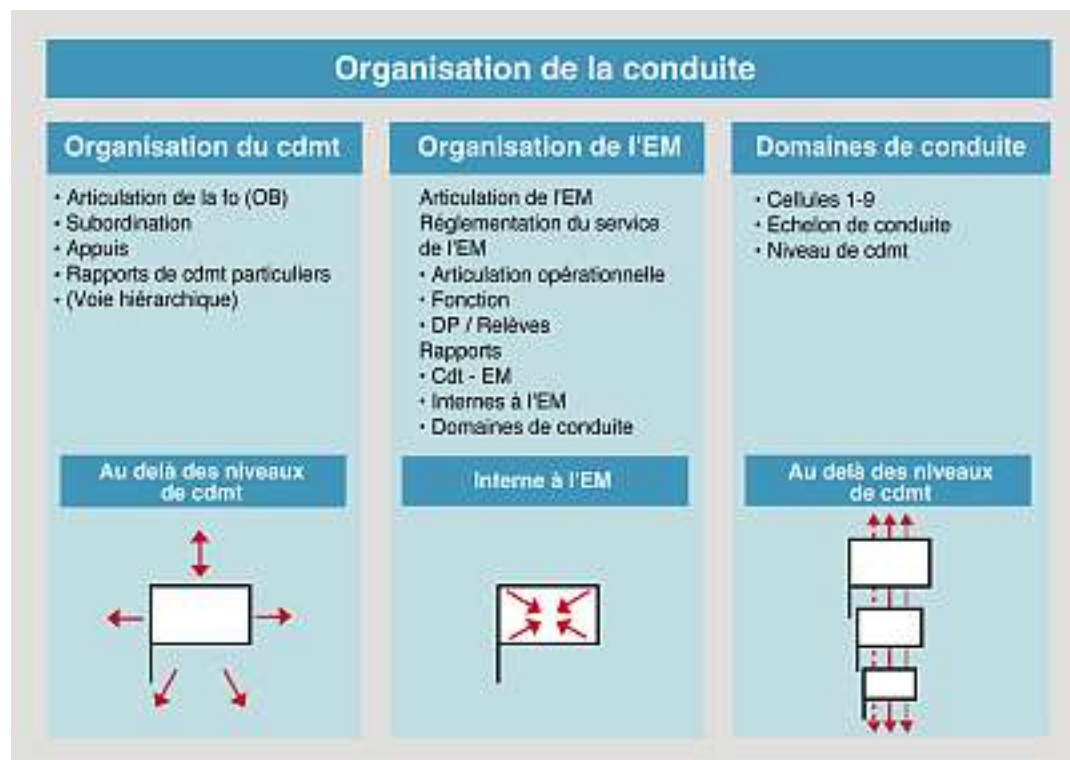 Organisation de la conduite
Organisation du cdmt
• Articulation de la fo (OB)
• Subordination
• Appuis
• Rapports de cdmt particuliers
• (Voie hiérarchique)
Au delà des niveaux
de cdmt
Organisation de l'EM
Articulation de l'EM
Réglementation du service
de l'EM
• Articulation opérationnelle
• Fonction
• DP / Relèves
Rapports
• Cdt - EM
• Internes à l'EM
• Domaines de conduite
Interne à l'EM
Domaines de conduite
• Cellules 1-9
• Echelon de conduite
• Niveau de cdmt
Au delà des niveaux
de cdmt